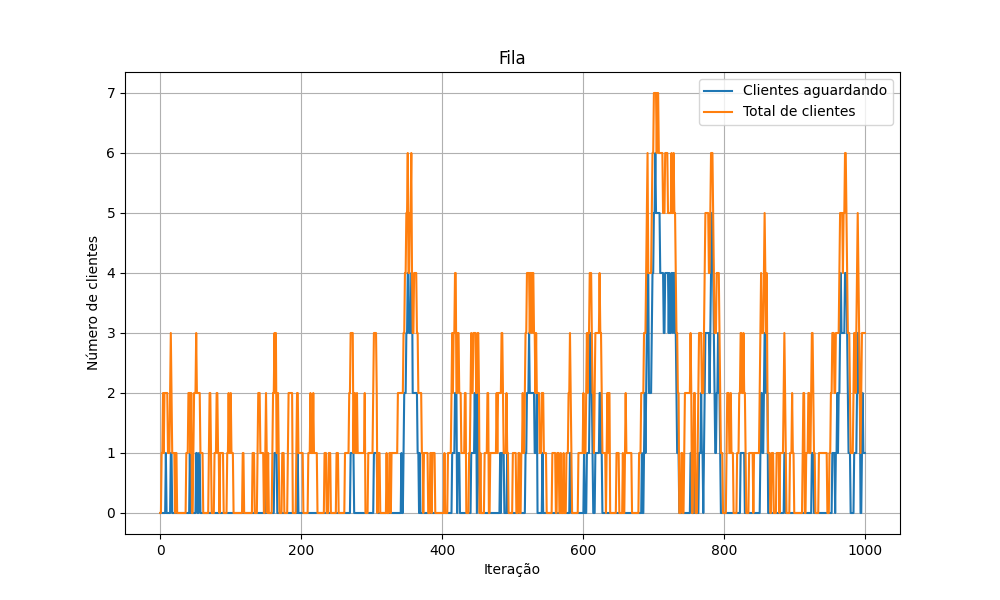 Fila
Clientes aguardando
Total de clientes
Número de clientes
7
6
5
4
3
2
1
0
0 200 400 600 800 1000
Iteração